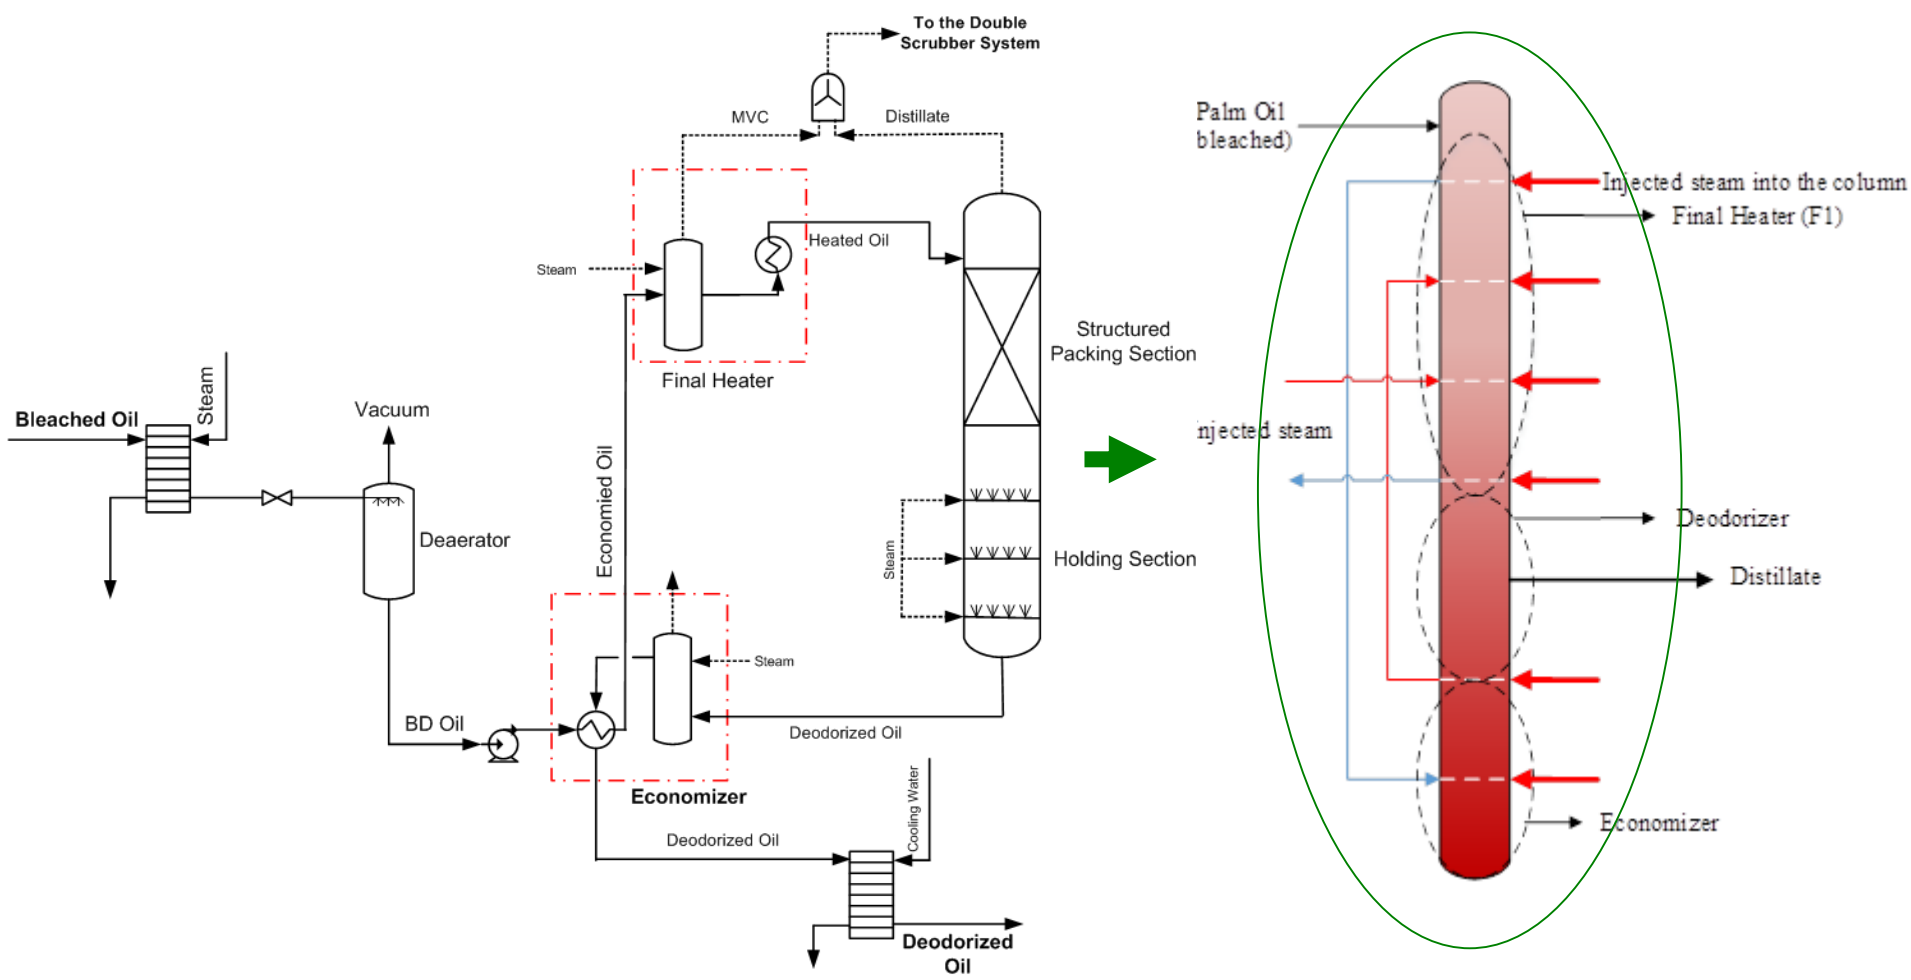 To the Double
Scrubber System
MVC
Distillate
Heated Oil
Steam
Final Heater
Structured
Packing Section
Bleached Oil
Steam
Vacuum
Economied Oil
Deaerator
Steam
Holding Section
Steam
BD Oil
Deodorized Oil
Economizer
Cooling Water
Deodorized Oil
Deodorized
Oil
Palm Oil
bleached)
Injected steam into the column
Final Heater (F1)
njected steam
Deodorizer
Distillate
Economizer